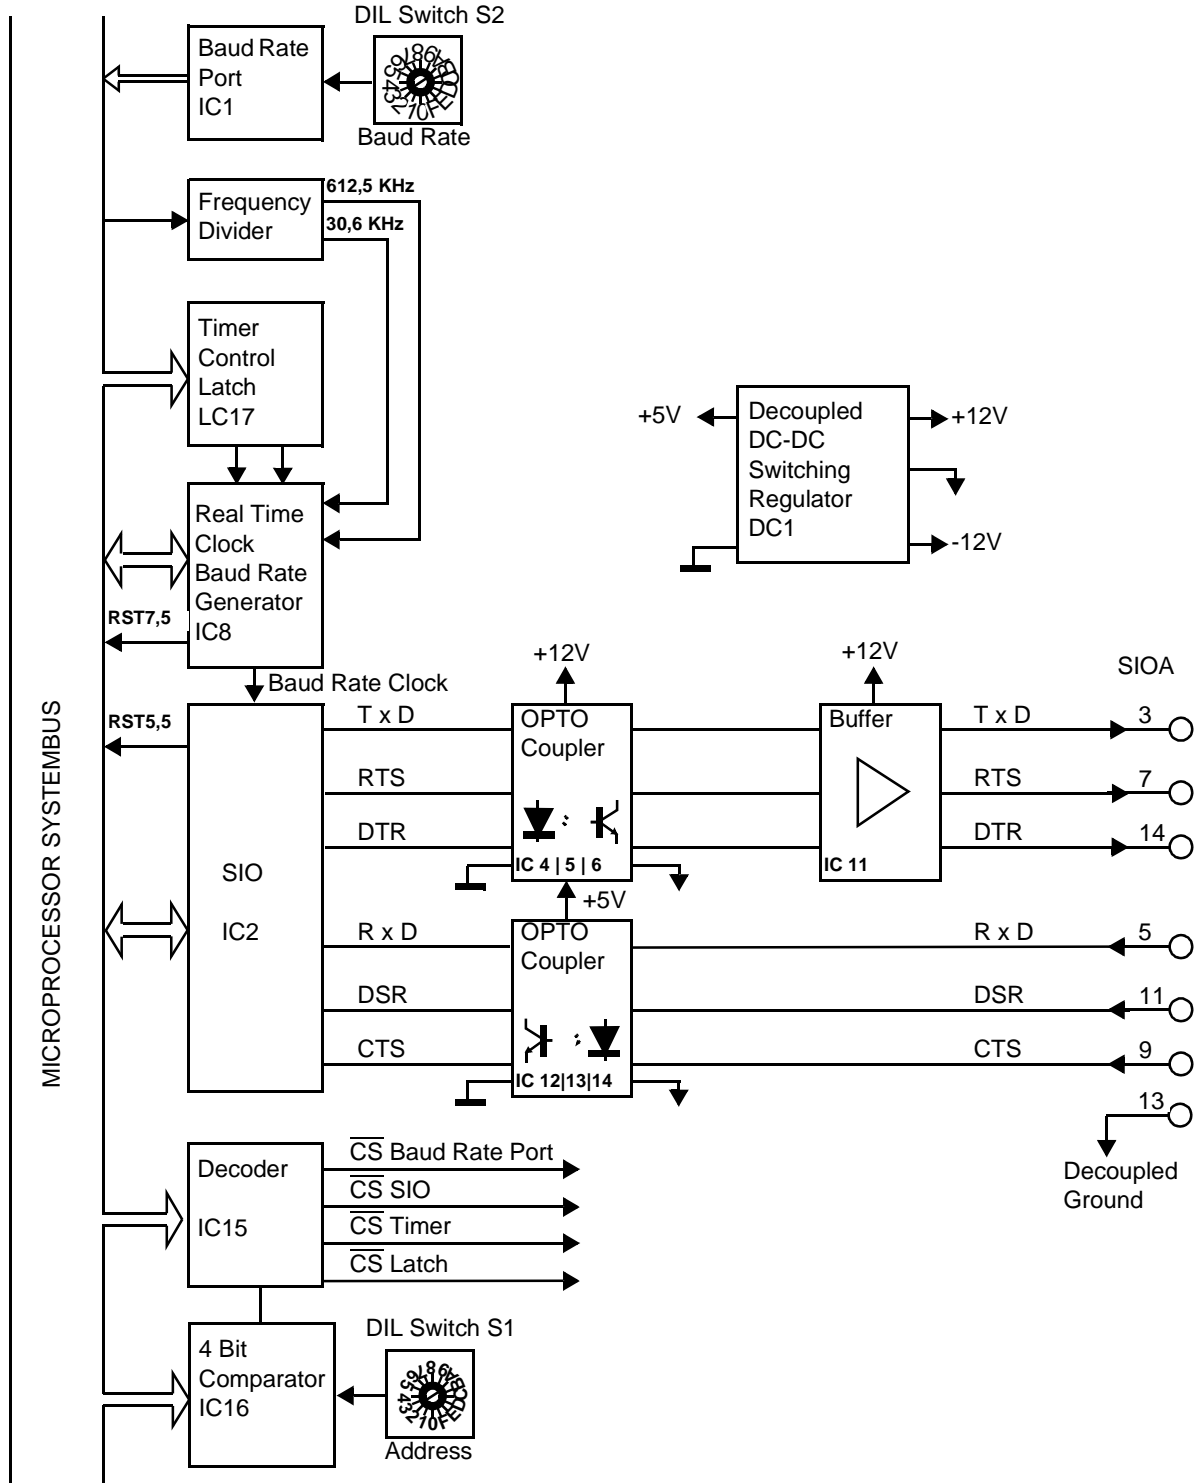 DIL Switch S2
Baud Rate
Port
IC1
0123456789ABCDEF
Baud Rate
Frequency
Divider
612,5 KHz
30,6 KHz
Timer
Control
Latch
LC17
+5V
Decoupled
DC-DC
Switching
Regulator
DC1
+12V
-12V
Real Time
Clock
Baud Rate
Generator
IC8
RST7,5
Baud Rate Clock
RST5,5
MICROPROCESSOR SYSTEMBUS
SIO
IC2
T x D
RTS
DTR
R x D
DSR
CTS
+12V
OPTO
Coupler
IC 4 | 5 | 6
+5V
OPTO
Coupler
IC 12|13|14
+12V
Buffer
IC 11
SIOA
T x D 3
RTS 7
DTR 14
R x D 5
DSR 11
CTS 9
13
Decoupled
Ground
Decoder
IC15
C̅S̅ Baud Rate Port
C̅S̅ SIO
C̅S̅ Timer
C̅S̅ Latch
4 Bit
Comparator
IC16
DIL Switch S1
0123456789ABCDEF
Address